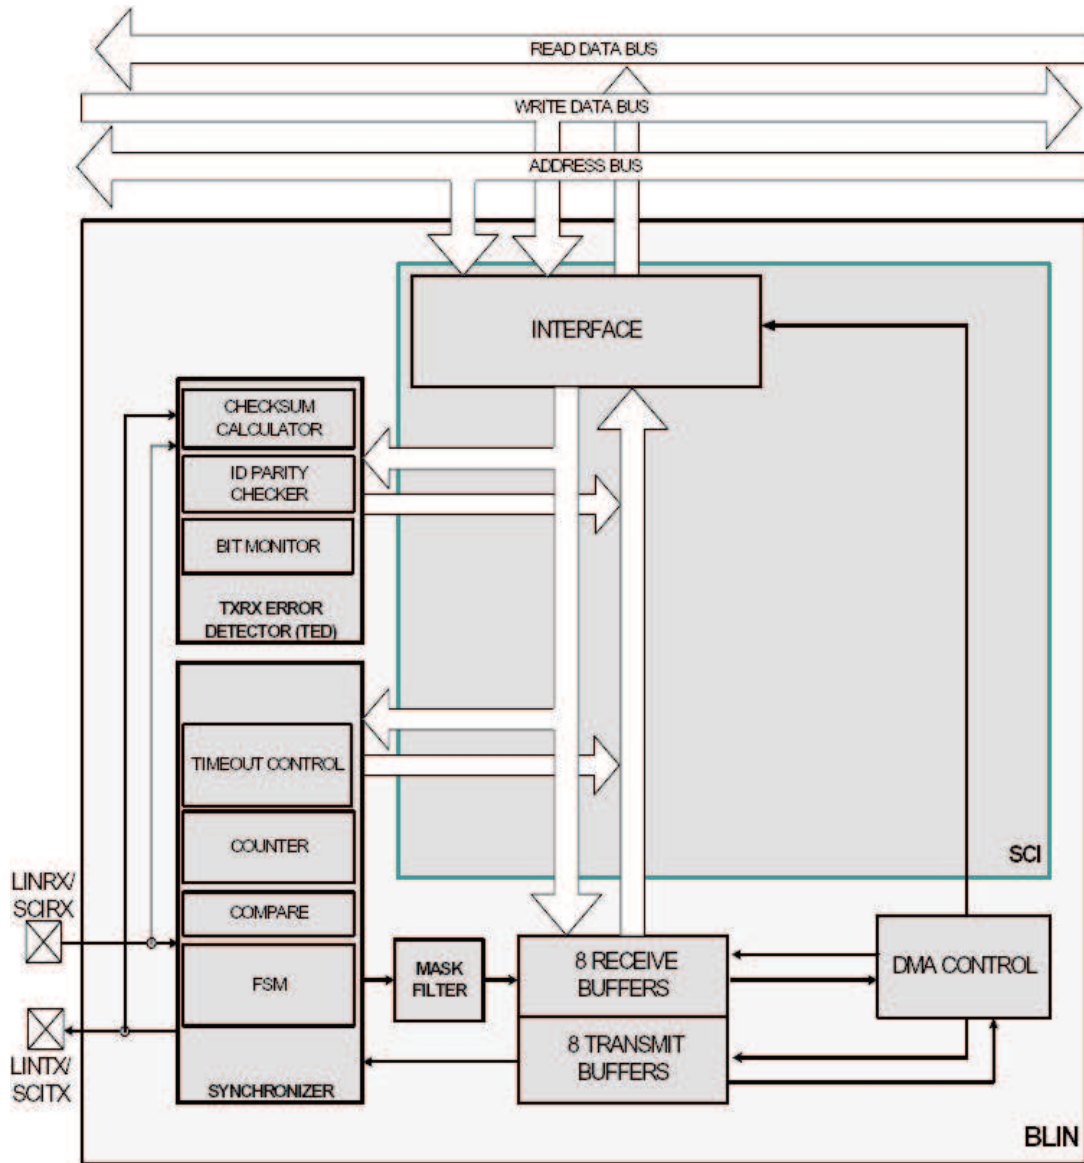 READ DATA BUS
WRITE DATA BUS
ADDRESS BUS
INTERFACE
CHECKSUM
CALCULATOR
ID PARITY
CHECKER
BIT MONITOR
TXRX ERROR
DETECTOR (TED)
TIMEOUT CONTROL
COUNTER
COMPARE
FSM
SYNCHRONIZER
LINRX/
SCIRX
LINTX/
SCITX
MASK
FILTER
8 RECEIVE
BUFFERS
8 TRANSMIT
BUFFERS
SCI
DMA CONTROL
BLIN